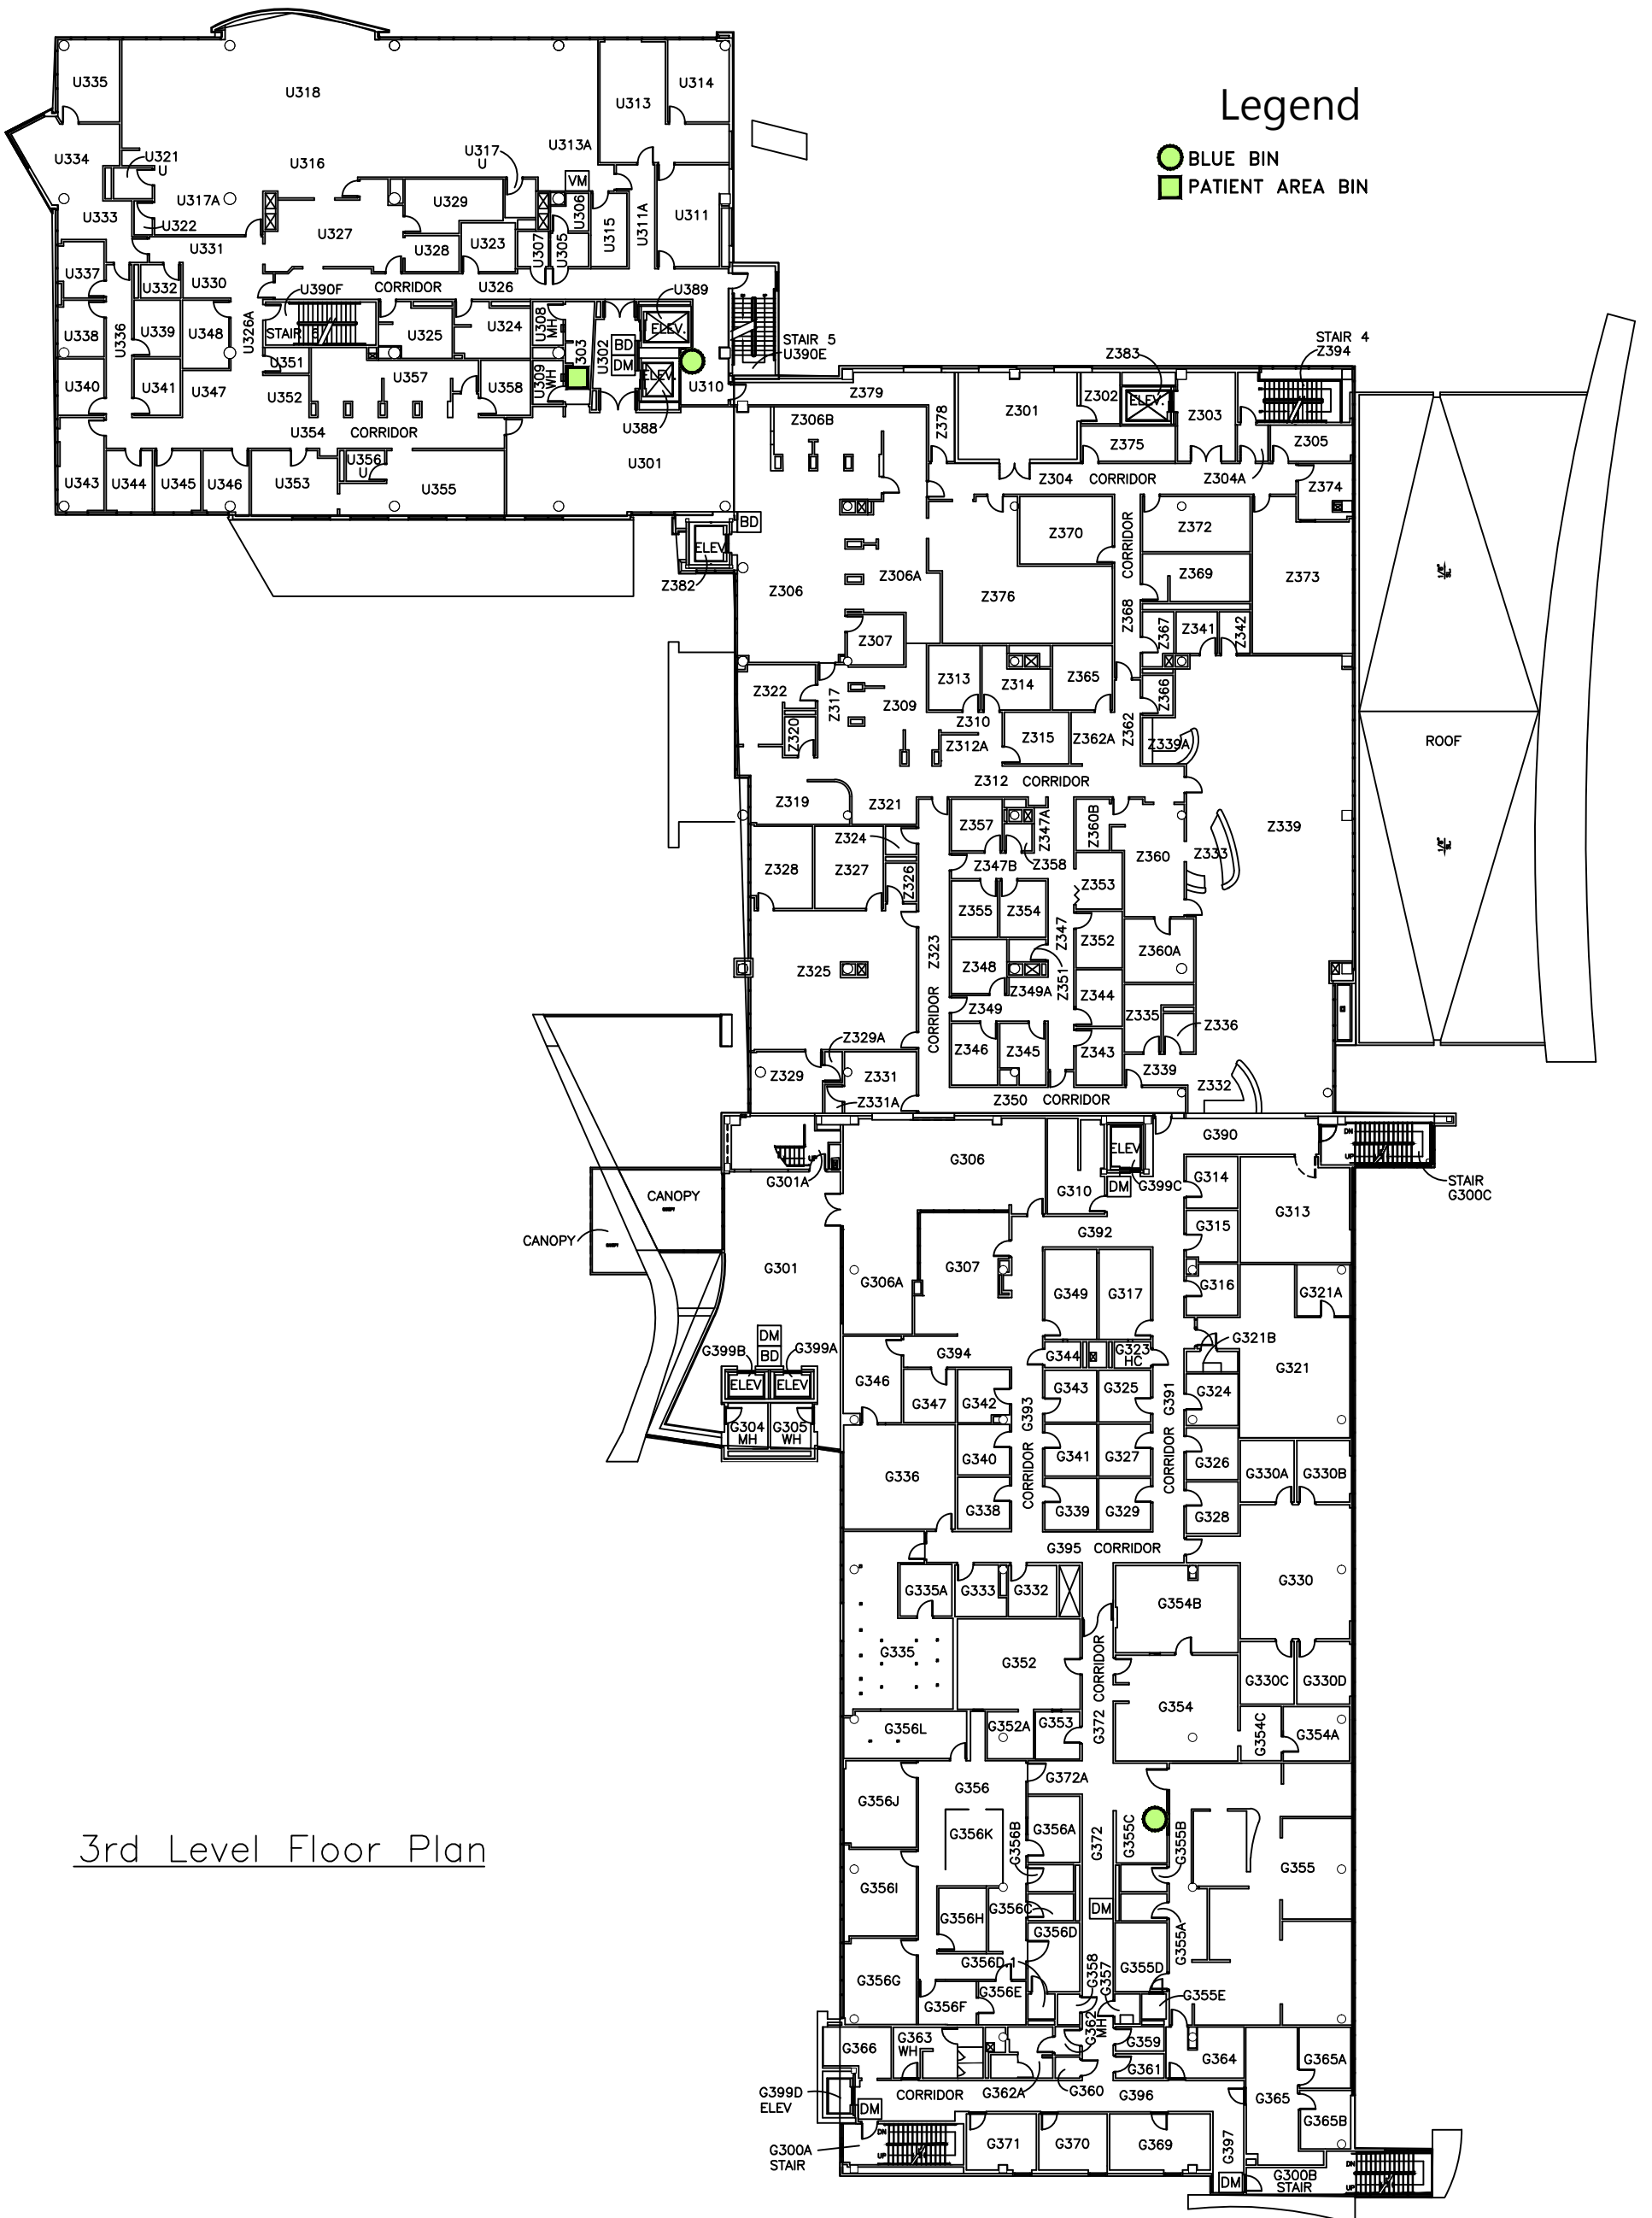 Legend
BLUE BIN
PATIENT AREA BIN
U335
U318
U313
U314
U334
U321
U
U316
U317
U
U313A
VM
U317A
U329
U306
U315
U311A
U311
U333
U322
U327
U328
U323
U307
U305
U331
U337
U332
U330
U390F
CORRIDOR
U326
U389
U338
U336
U339
U348
U326A
STAIR
U325
U324
U308
MH
U303
U302
BD
DM
ELEV.
STAIR 5
U390E
U340
U341
U351
U347
U352
U357
U358
U309
WH
ELEV.
U310
U388
U354
CORRIDOR
U301
U343
U344
U345
U346
U353
U356
U
U355
BD
ELEV
Z382
Z383
STAIR 4
Z394
Z379
Z378
Z301
Z302
ELEV.
Z303
Z305
Z306B
Z375
Z304
CORRIDOR
Z304A
Z374
Z370
CORRIDOR
Z372
Z369
Z373
Z306
Z306A
Z376
Z368
Z307
Z367
Z341
Z342
Z322
Z317
Z309
Z313
Z314
Z365
Z366
Z320
Z310
Z312A
Z315
Z362A
Z362
Z339A
ROOF
Z312
CORRIDOR
Z319
Z321
Z324
Z357
Z347A
Z360B
Z339
Z328
Z327
Z326
Z347B
Z358
Z360
Z333
Z353
Z355
Z354
Z323
Z347
Z352
Z360A
Z325
Z348
Z351
Z349A
Z344
Z349
CORRIDOR
Z335
Z336
Z329A
Z346
Z345
Z343
Z329
Z331
Z339
Z332
Z331A
Z350
CORRIDOR
G390
DN
UP
STAIR
G300C
G301A
UP
G306
G310
ELEV
G399C
DM
G314
G313
CANOPY
CANOPY
G392
G315
G301
G306A
G307
G349
G317
G316
G321A
DM
BD
G399B
G399A
ELEV
ELEV
G394
G344
G323
HC
G321B
G321
G346
G347
G342
G393
G343
G325
G391
G324
G304
MH
G305
WH
G336
G340
G341
G327
G326
G330A
G330B
CORRIDOR
CORRIDOR
G338
G339
G329
G328
G395
CORRIDOR
G335A
G333
G332
G354B
G330
G335
G352
CORRIDOR
G330C
G330D
G354
G356L
G352A
G353
G372
G354C
G354A
G356
G372A
G356J
G356K
G356B
G356A
G372
G355C
G355B
G355
3rd Level Floor Plan
G356I
G356H
G356C
DM
G356D
G355A
G356D.1
G358
G357
G355D
G356G
G356F
G356E
G355E
G366
G363
WH
G362
MH
G359
G364
G365A
G361
G365
G399D
ELEV
DM
CORRIDOR
G362A
G360
G396
G365B
DN
UP
G300A
STAIR
G371
G370
G369
G397
DM
G300B
STAIR
DN
UP